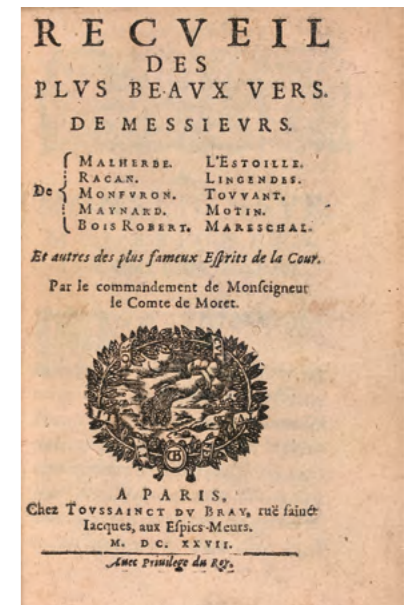 RECVEIL
DES
PLVS BEAVX VERS.
DE MESSIEVRS.
De { MALHERBE. L'ESTOILLE.
RACAN. LINGENDES.
MONFVRON. TOVVANT.
MAYNARD. MOTIN.
BOIS ROBERT. MARESCHAL.
Et autres des plus fameux Eſprits de la Cour.
Par le commandement de Monſeigneur
le Comte de Moret.
A PARIS,
Chez TOVSSAINCT DV BRAY, ruë ſainct
Iacques, aux Eſpics-Meurs.
M. DC. XXVII.
Auec Priuilege du Roy.